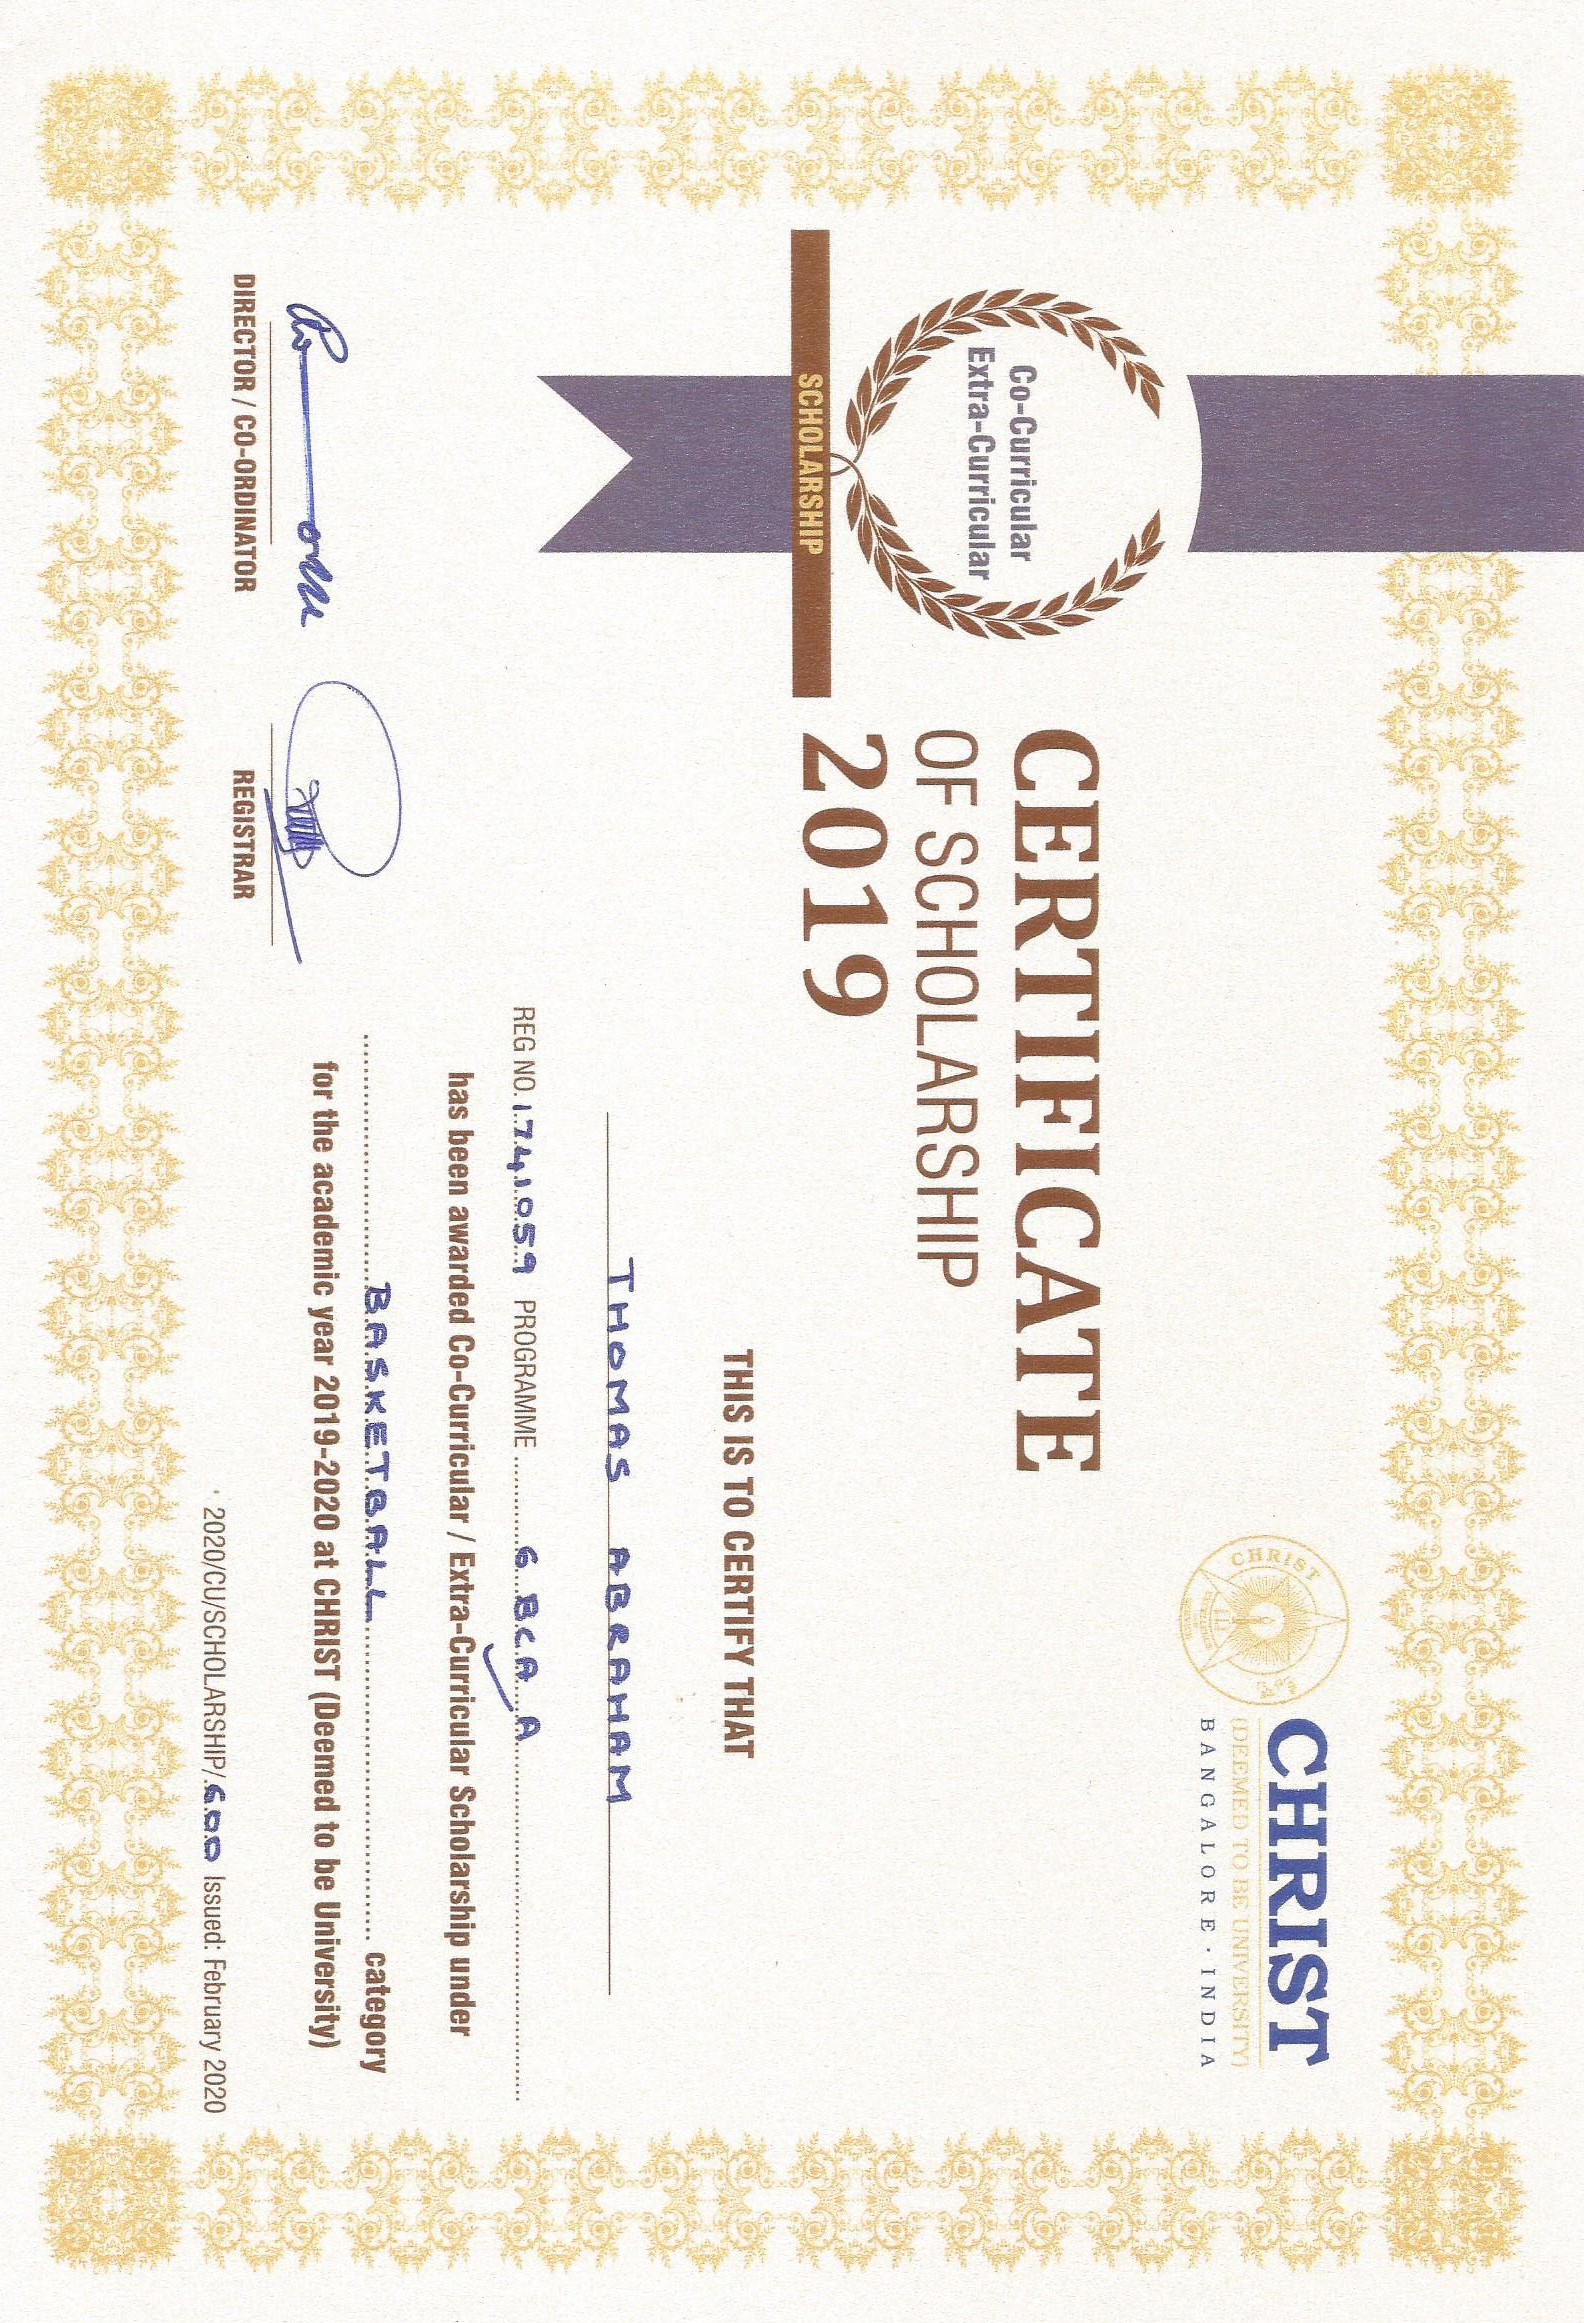 CHRIST
(DEEMED TO BE UNIVERSITY)
BANGALORE · INDIA
CHRIST
EXCELLENCE
SERVICE
Co-Curricular
Extra-Curricular
SCHOLARSHIP
CERTIFICATE
OF SCHOLARSHIP
2019
THIS IS TO CERTIFY THAT
THOMAS ABRAHAM
REG NO. 1741059 PROGRAMME 6 BCA A
has been awarded Co-Curricular / Extra-Curricular Scholarship under
BASKETBALL category
for the academic year 2019-2020 at CHRIST (Deemed to be University)
DIRECTOR / CO-ORDINATOR
REGISTRAR
2020/CU/SCHOLARSHIP/600 Issued: February 2020